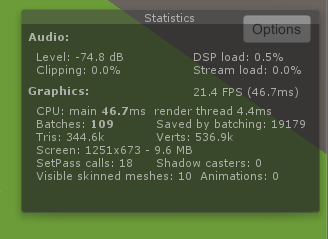 Statistics
Options
Audio:
Level: -74.8 dB DSP load: 0.5%
Clipping: 0.0% Stream load: 0.0%
Graphics: 21.4 FPS (46.7ms)
CPU: main 46.7ms render thread 4.4ms
Batches: 109 Saved by batching: 19179
Tris: 344.6k Verts: 536.9k
Screen: 1251x673 - 9.6 MB
SetPass calls: 18 Shadow casters: 0
Visible skinned meshes: 10 Animations: 0